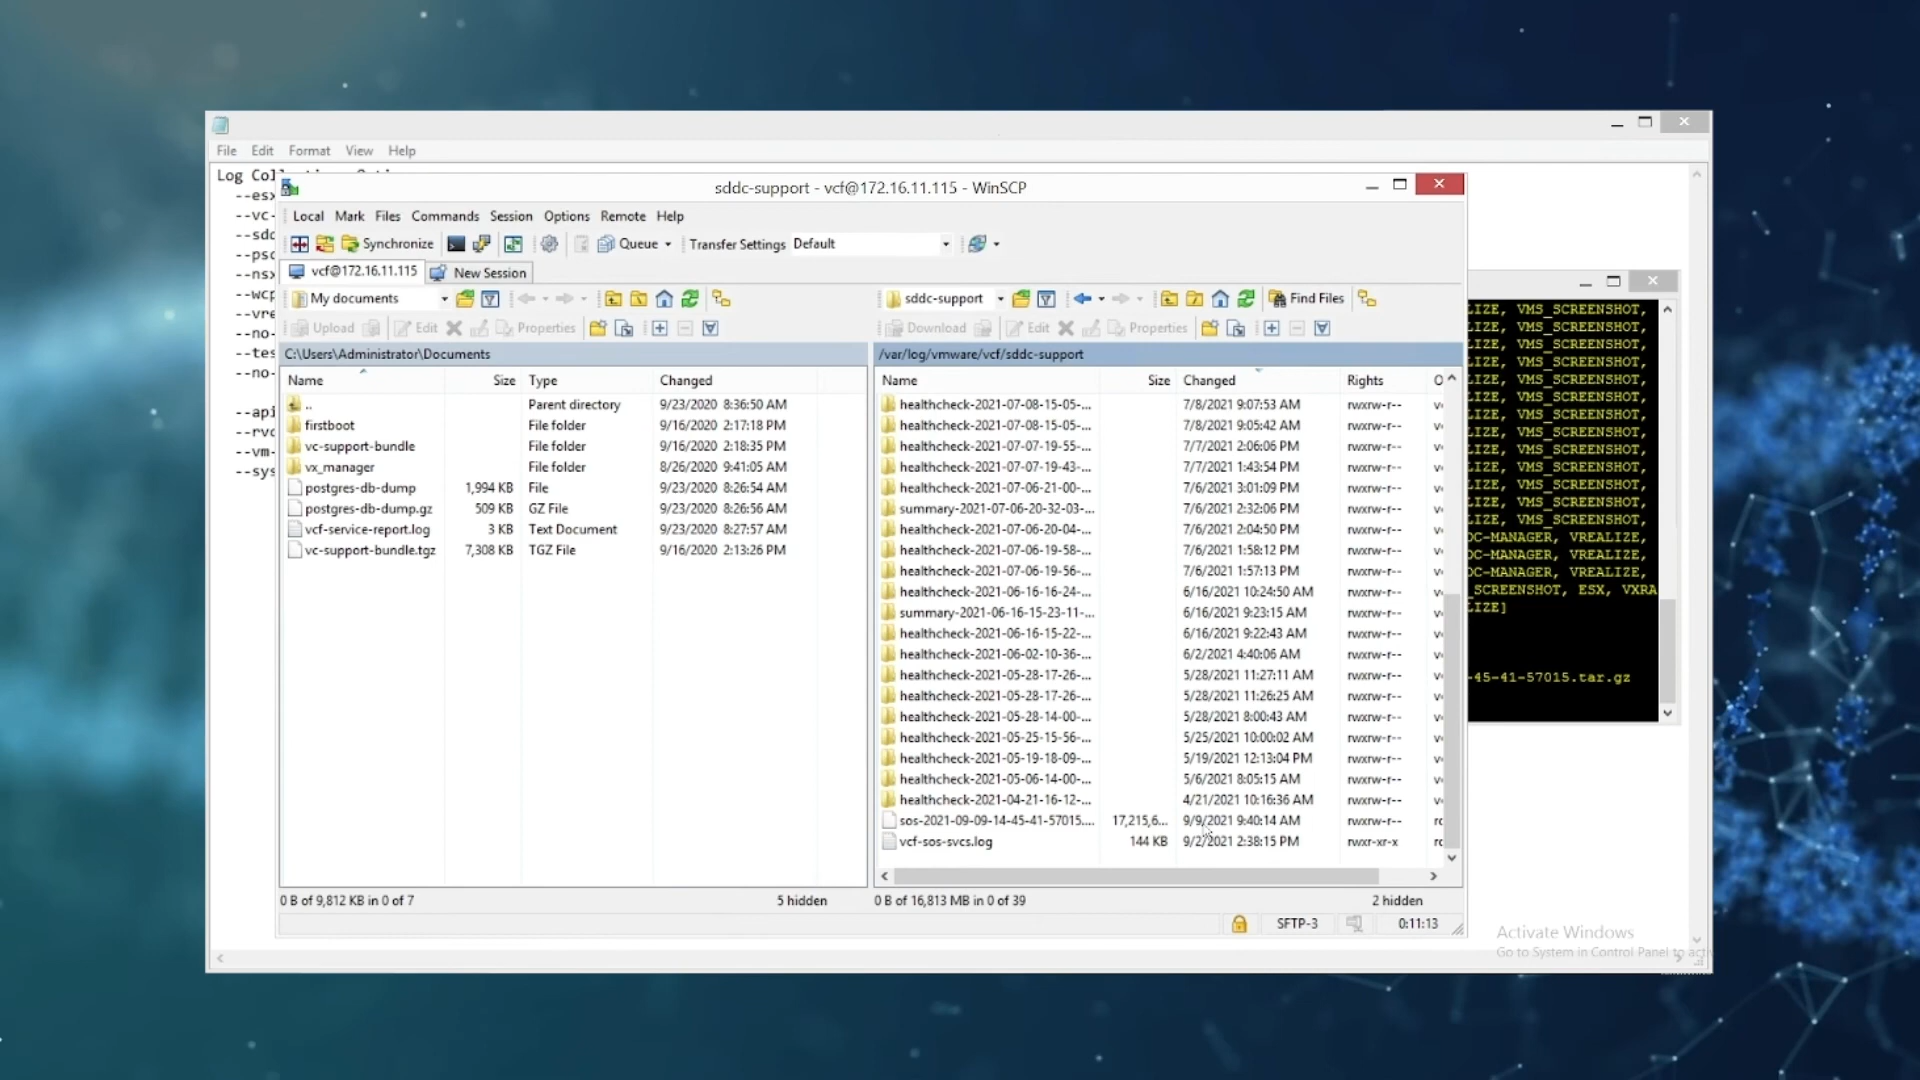 File Edit Format View Help
Log Col
--esx
--vc-
--sdd
--psc
--nsx
--wcp
--vre
--no-
--tes
--no-
--api
--rvc
--vm-
--sys
sddc-support - vcf@172.16.11.115 - WinSCP
Local Mark Files Commands Session Options Remote Help
Synchronize Queue Transfer Settings Default
vcf@172.16.11.115 New Session
My documents
Upload Edit Properties
C:\Users\Administrator\Documents
Name Size Type Changed
.. Parent directory 9/23/2020 8:36:50 AM
firstboot File folder 9/16/2020 2:17:18 PM
vc-support-bundle File folder 9/16/2020 2:18:35 PM
vx_manager File folder 8/26/2020 9:41:05 AM
postgres-db-dump 1,994 KB File 9/23/2020 8:26:54 AM
postgres-db-dump.gz 509 KB GZ File 9/23/2020 8:26:56 AM
vcf-service-report.log 3 KB Text Document 9/23/2020 8:27:57 AM
vc-support-bundle.tgz 7,308 KB TGZ File 9/16/2020 2:13:26 PM
0 B of 9,812 KB in 0 of 7 5 hidden
sddc-support Find Files
Download Edit Properties
/var/log/vmware/vcf/sddc-support
Name Size Changed Rights O
healthcheck-2021-07-08-15-05-... 7/8/2021 9:07:53 AM rwxrw-r-- v
healthcheck-2021-07-08-15-05-... 7/8/2021 9:05:42 AM rwxrw-r-- v
healthcheck-2021-07-07-19-55-... 7/7/2021 2:06:06 PM rwxrw-r-- v
healthcheck-2021-07-07-19-43-... 7/7/2021 1:43:54 PM rwxrw-r-- v
healthcheck-2021-07-06-21-00-... 7/6/2021 3:01:09 PM rwxrw-r-- v
summary-2021-07-06-20-32-03-... 7/6/2021 2:32:06 PM rwxrw-r-- v
healthcheck-2021-07-06-20-04-... 7/6/2021 2:04:50 PM rwxrw-r-- v
healthcheck-2021-07-06-19-58-... 7/6/2021 1:58:12 PM rwxrw-r-- v
healthcheck-2021-07-06-19-56-... 7/6/2021 1:57:13 PM rwxrw-r-- v
healthcheck-2021-06-16-16-24-... 6/16/2021 10:24:50 AM rwxrw-r-- v
summary-2021-06-16-15-23-11-... 6/16/2021 9:23:15 AM rwxrw-r-- v
healthcheck-2021-06-16-15-22-... 6/16/2021 9:22:43 AM rwxrw-r-- v
healthcheck-2021-06-02-10-36-... 6/2/2021 4:40:06 AM rwxrw-r-- v
healthcheck-2021-05-28-17-26-... 5/28/2021 11:27:11 AM rwxrw-r-- v
healthcheck-2021-05-28-17-26-... 5/28/2021 11:26:25 AM rwxrw-r-- v
healthcheck-2021-05-28-14-00-... 5/28/2021 8:00:43 AM rwxrw-r-- v
healthcheck-2021-05-25-15-56-... 5/25/2021 10:00:02 AM rwxrw-r-- v
healthcheck-2021-05-19-18-09-... 5/19/2021 12:13:04 PM rwxrw-r-- v
healthcheck-2021-05-06-14-00-... 5/6/2021 8:05:15 AM rwxrw-r-- v
healthcheck-2021-04-21-16-12-... 4/21/2021 10:16:36 AM rwxrw-r-- v
sos-2021-09-09-14-45-41-57015.... 17,215,6... 9/9/2021 9:40:14 AM rwxrw-r-- rc
vcf-sos-svcs.log 144 KB 9/2/2021 2:38:15 PM rwxr-xr-x rc
0 B of 16,813 MB in 0 of 39 2 hidden
SFTP-3 0:11:13
LIZE, VMS_SCREENSHOT,
LIZE, VMS_SCREENSHOT,
LIZE, VMS_SCREENSHOT,
LIZE, VMS_SCREENSHOT,
LIZE, VMS_SCREENSHOT,
LIZE, VMS_SCREENSHOT,
LIZE, VMS_SCREENSHOT,
LIZE, VMS_SCREENSHOT,
LIZE, VMS_SCREENSHOT,
LIZE, VMS_SCREENSHOT,
LIZE, VMS_SCREENSHOT,
LIZE, VMS_SCREENSHOT,
LIZE, VMS_SCREENSHOT,
DC-MANAGER, VREALIZE,
DC-MANAGER, VREALIZE,
DC-MANAGER, VREALIZE,
_SCREENSHOT, ESX, VXRA
LIZE]
-45-41-57015.tar.gz
Activate Windows
Go to System in Control Panel to